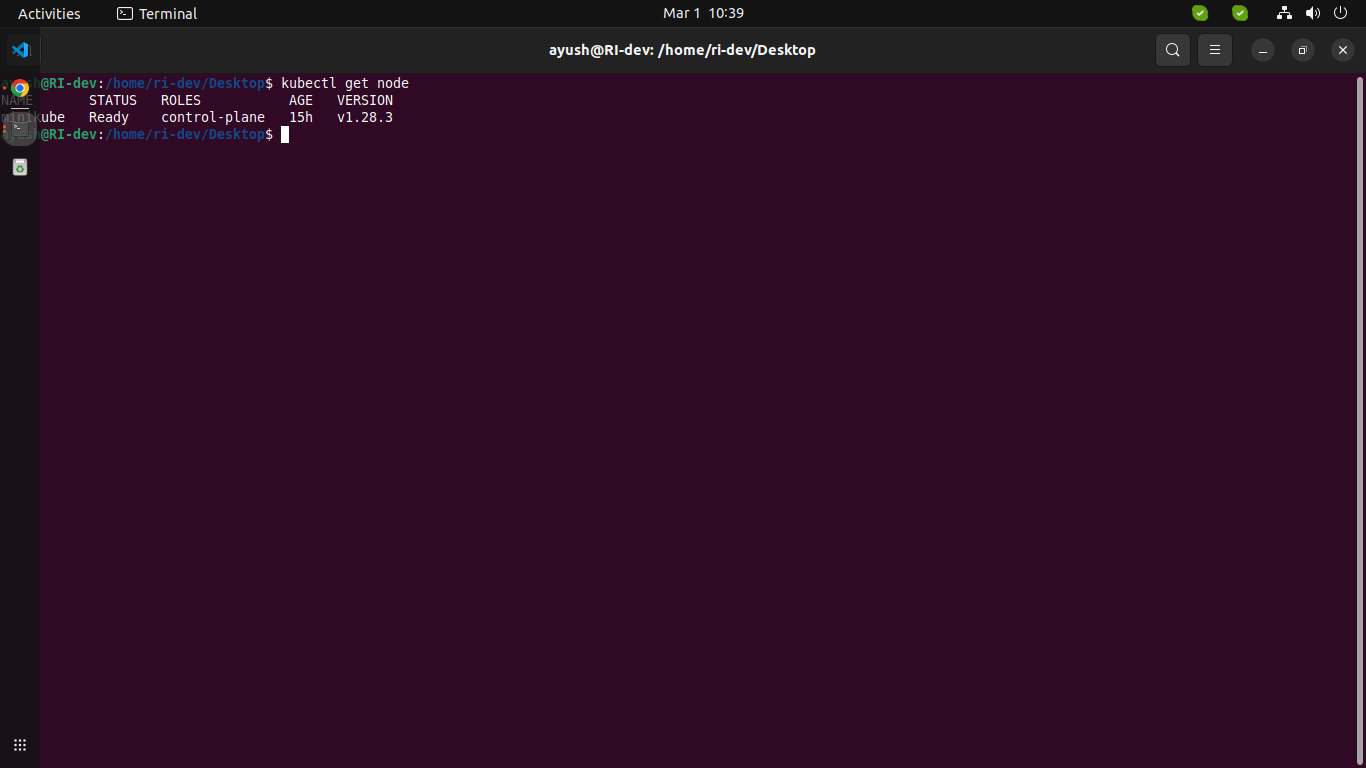 Activities Terminal Mar 1 10:39
ayush@RI-dev: /home/ri-dev/Desktop
ayush@RI-dev:/home/ri-dev/Desktop$ kubectl get node
NAME STATUS ROLES AGE VERSION
minikube Ready control-plane 15h v1.28.3
ayush@RI-dev:/home/ri-dev/Desktop$